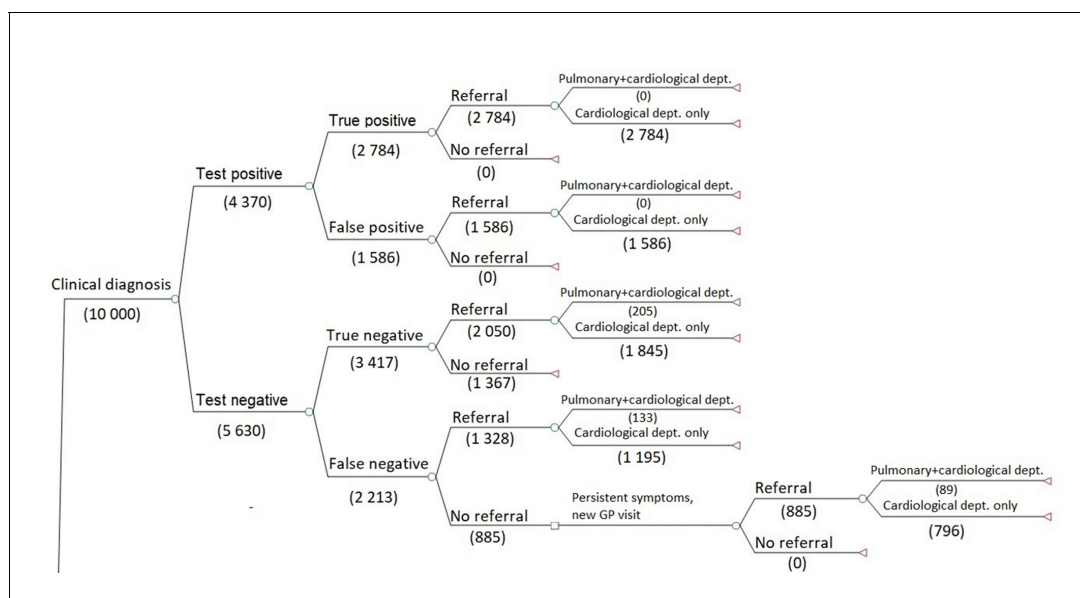 Pulmonary+cardiological dept.
(0)
Referral
Cardiological dept. only
(2 784)
(2 784)
True positive
(2 784)
No referral
(0)
Test positive
(4 370)
Pulmonary+cardiological dept.
(0)
Referral
Cardiological dept. only
(1 586)
(1 586)
False positive
(1 586)
No referral
(0)
Clinical diagnosis
(10 000)
Pulmonary+cardiological dept.
(205)
Referral
Cardiological dept. only
(2 050)
(1 845)
True negative
(3 417)
No referral
(1 367)
Test negative
(5 630)
Pulmonary+cardiological dept.
(133)
Referral
Cardiological dept. only
(1 328)
(1 195)
False negative
(2 213)
No referral
(885)
Persistent symptoms,
new GP visit
Pulmonary+cardiological dept.
(89)
Referral
Cardiological dept. only
(885)
(796)
No referral
(0)